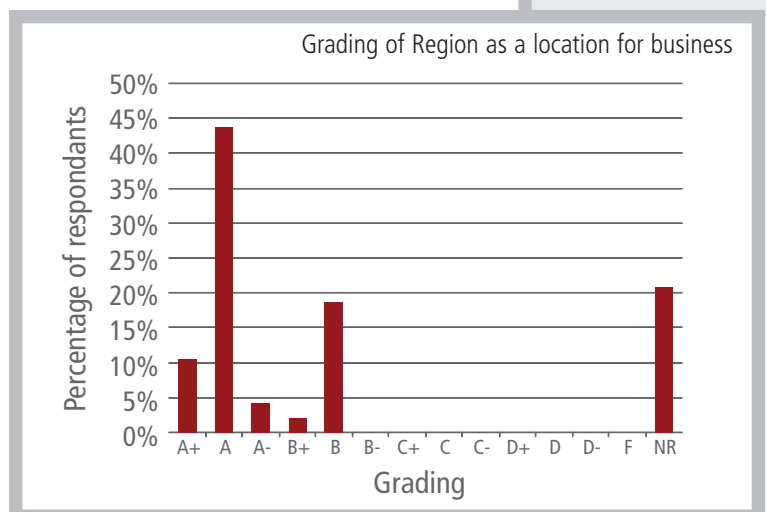 Grading of Region as a location for business
Percentage of respondants
50%
45%
40%
35%
30%
25%
20%
15%
10%
5%
0%
A+ A A- B+ B B- C+ C C- D+ D D- F NR
Grading